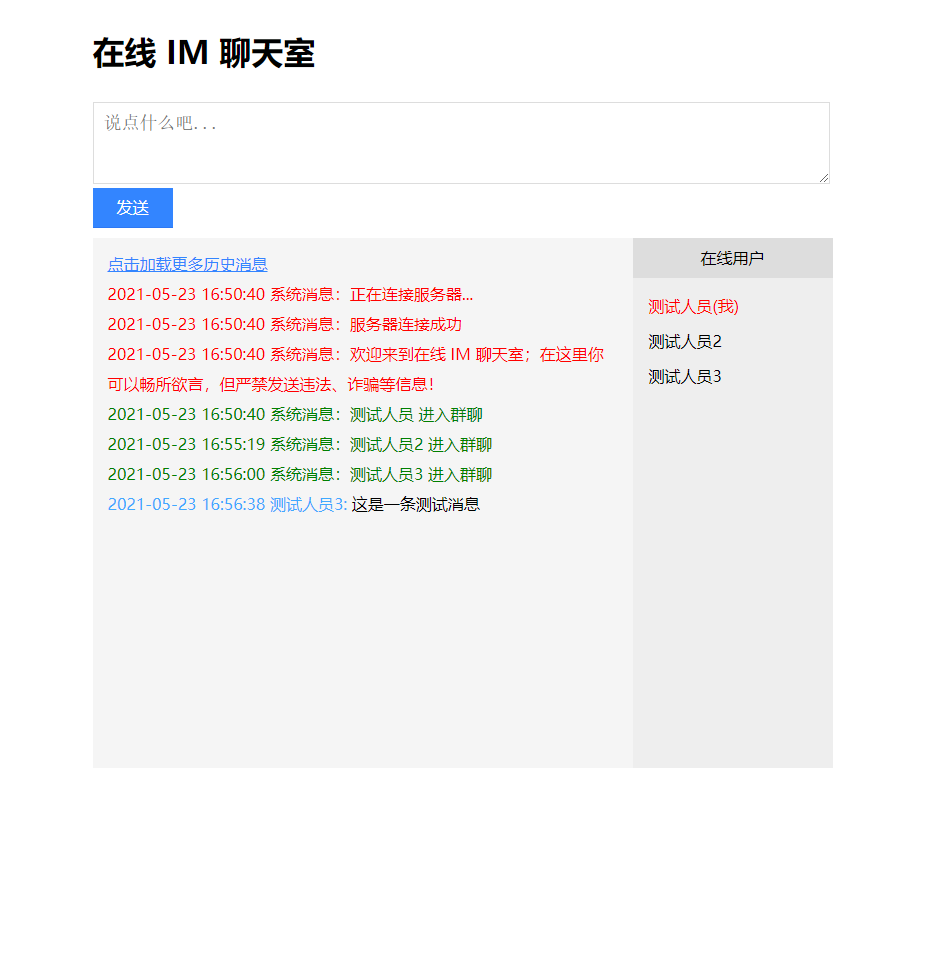 在线 IM 聊天室
说点什么吧...
发送
点击加载更多历史消息
2021-05-23 16:50:40 系统消息：正在连接服务器...
2021-05-23 16:50:40 系统消息：服务器连接成功
2021-05-23 16:50:40 系统消息：欢迎来到在线 IM 聊天室；在这里你
可以畅所欲言，但严禁发送违法、诈骗等信息！
2021-05-23 16:50:40 系统消息：测试人员 进入群聊
2021-05-23 16:55:19 系统消息：测试人员2 进入群聊
2021-05-23 16:56:00 系统消息：测试人员3 进入群聊
2021-05-23 16:56:38 测试人员3: 这是一条测试消息
在线用户
测试人员(我)
测试人员2
测试人员3